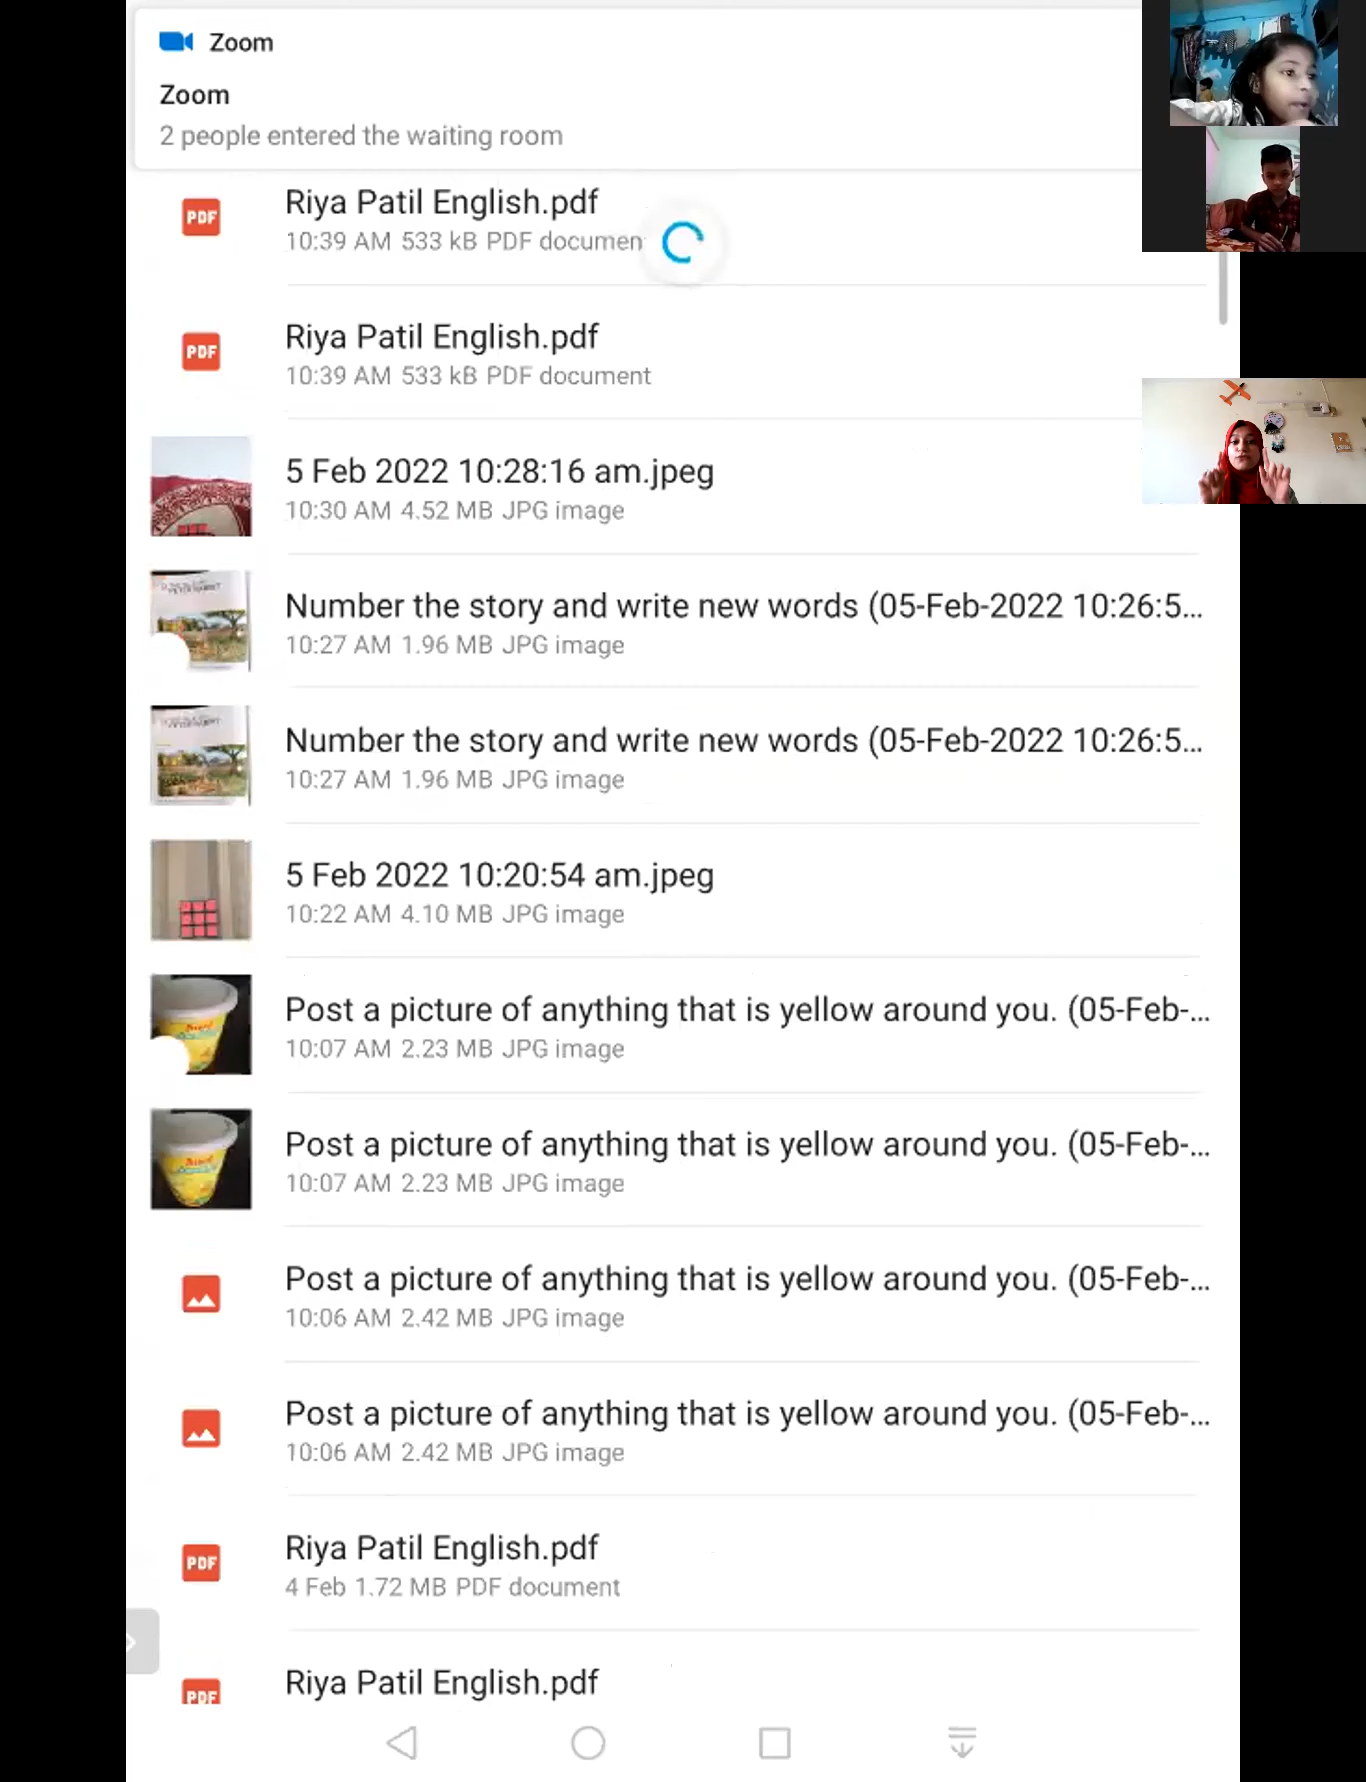 Zoom
Zoom
2 people entered the waiting room
PDF
Riya Patil English.pdf
10:39 AM 533 kB PDF documen
PDF
Riya Patil English.pdf
10:39 AM 533 kB PDF document
5 Feb 2022 10:28:16 am.jpeg
10:30 AM 4.52 MB JPG image
Number the story and write new words (05-Feb-2022 10:26:5...
10:27 AM 1.96 MB JPG image
Number the story and write new words (05-Feb-2022 10:26:5...
10:27 AM 1.96 MB JPG image
5 Feb 2022 10:20:54 am.jpeg
10:22 AM 4.10 MB JPG image
Post a picture of anything that is yellow around you. (05-Feb-...
10:07 AM 2.23 MB JPG image
Post a picture of anything that is yellow around you. (05-Feb-...
10:07 AM 2.23 MB JPG image
Post a picture of anything that is yellow around you. (05-Feb-...
10:06 AM 2.42 MB JPG image
Post a picture of anything that is yellow around you. (05-Feb-...
10:06 AM 2.42 MB JPG image
PDF
Riya Patil English.pdf
4 Feb 1.72 MB PDF document
PDF
Riya Patil English.pdf